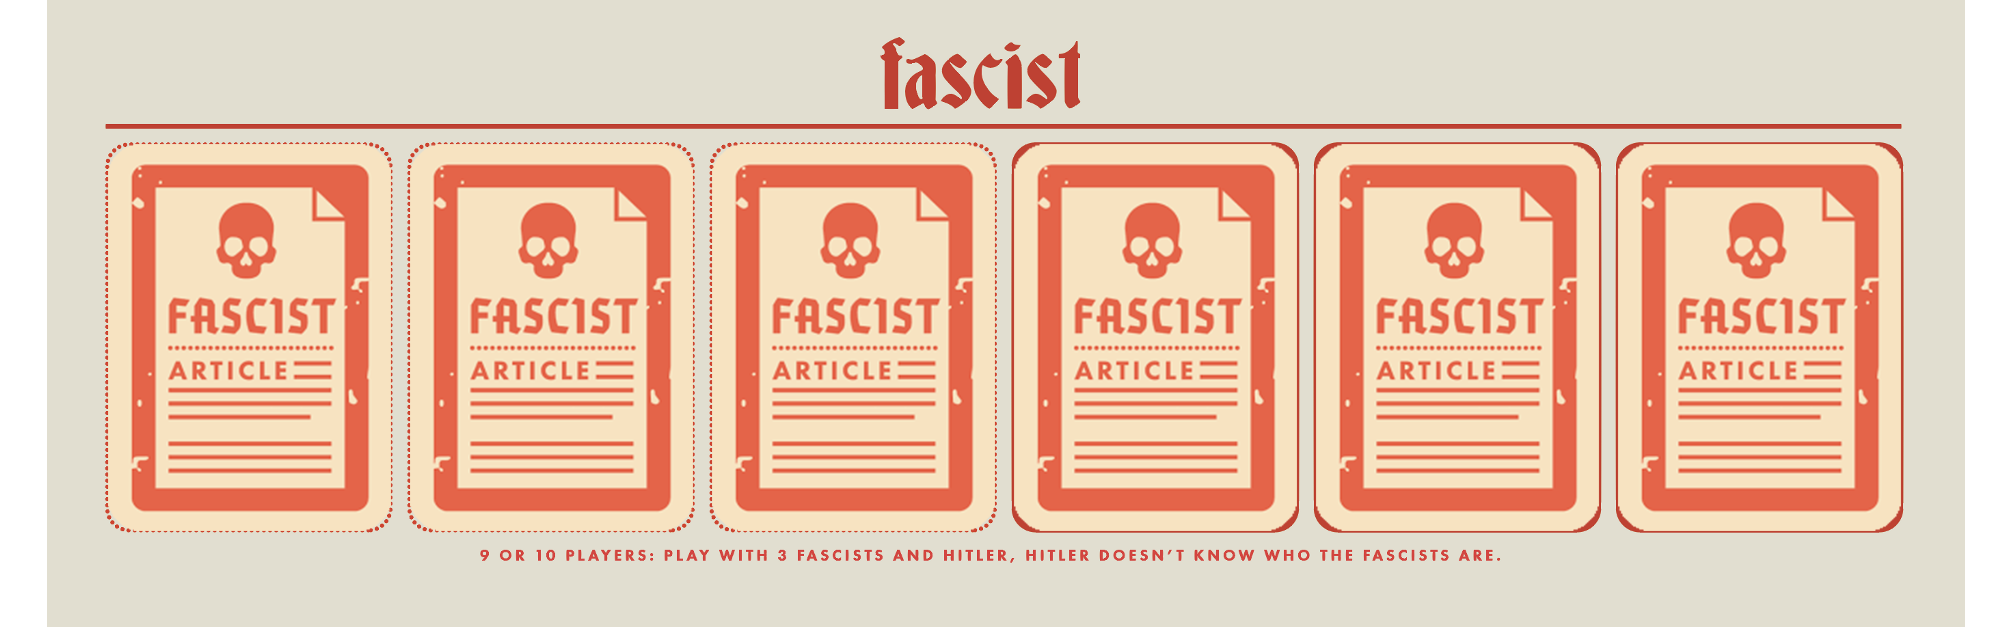 fascist
FASCIST FASCIST FASCIST FASCIST FASCIST FASCIST
ARTICLE ARTICLE ARTICLE ARTICLE ARTICLE ARTICLE
9 OR 10 PLAYERS: PLAY WITH 3 FASCISTS AND HITLER, HITLER DOESN'T KNOW WHO THE FASCISTS ARE.